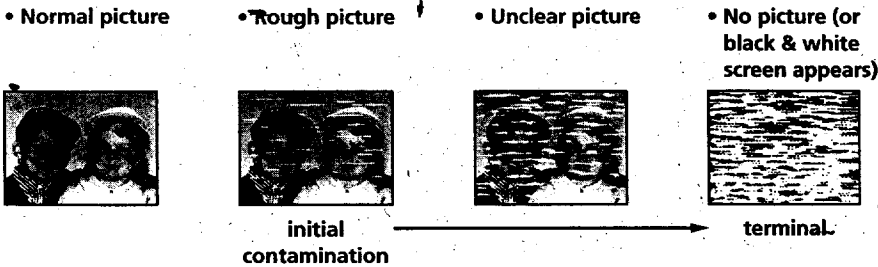 • Normal picture
• Rough picture
• Unclear picture
• No picture (or
black & white
screen appears)
initial
contamination
terminal